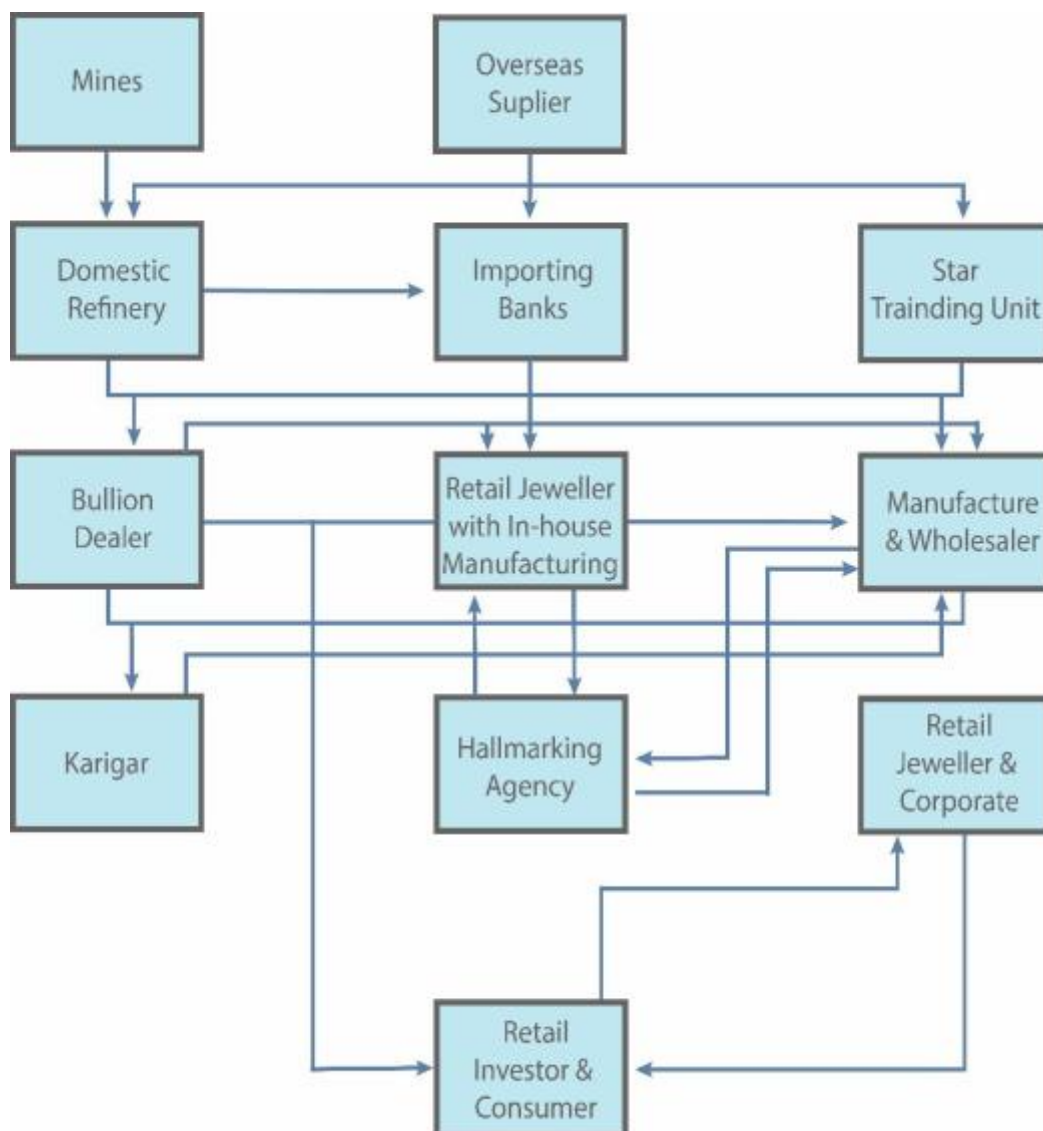 Mines
Overseas
Suplier
Domestic
Refinery
Importing
Banks
Star
Trainding Unit
Bullion
Dealer
Retail Jeweller
with In-house
Manufacturing
Manufacture
& Wholesaler
Karigar
Hallmarking
Agency
Retail
Jeweller &
Corporate
Retail
Investor &
Consumer